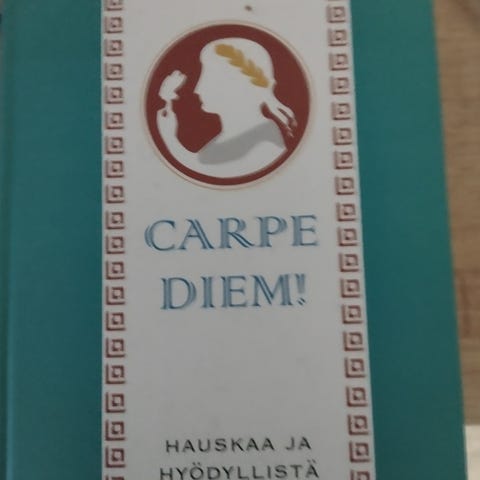 CARPE
DIEM!
HAUSKAA JA
HYÖDYLLISTÄ